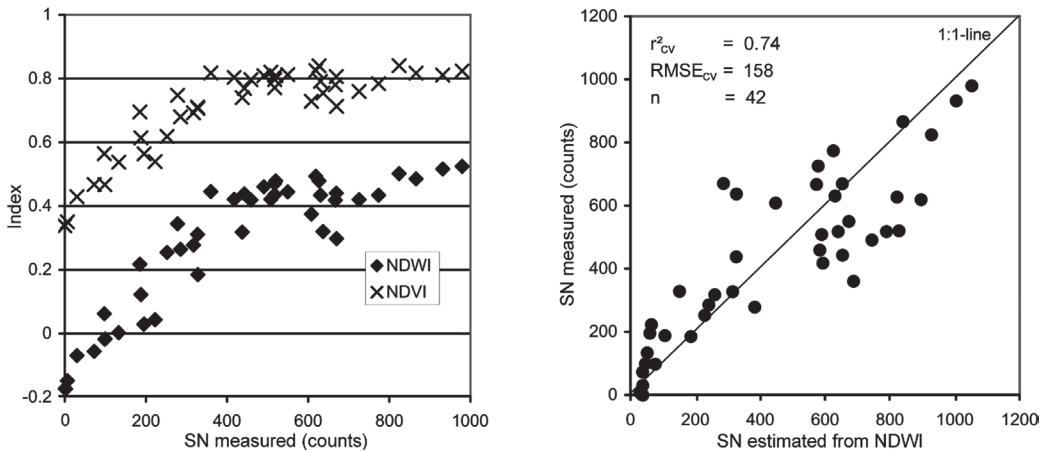 1
0.8
0.6
0.4
0.2
0
-0.2
Index
0 200 400 600 800 1000
SN measured (counts)
NDWI
NDVI
1200
1000
800
600
400
200
0
SN measured (counts)
0 200 400 600 800 1000 1200
SN estimated from NDWI
r²cv = 0.74
RMSEcv = 158
n = 42
1:1-line